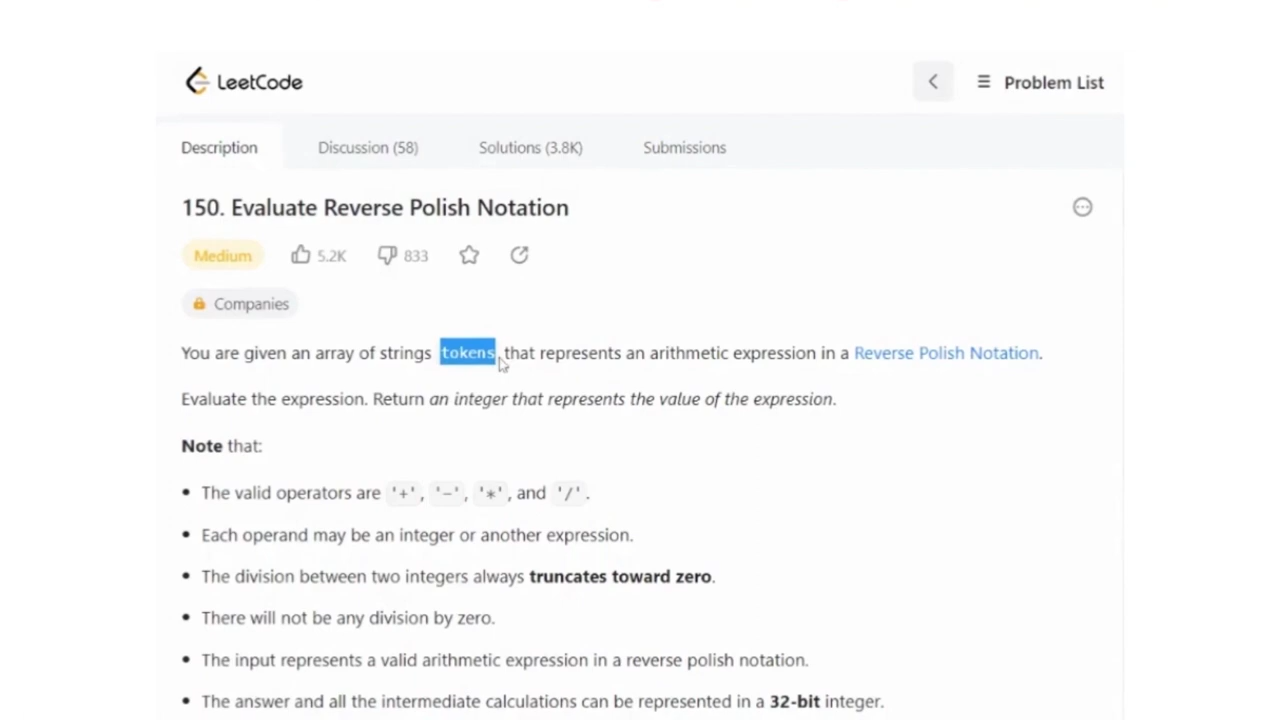 LeetCode
Problem List
Description Discussion (58) Solutions (3.8K) Submissions
150. Evaluate Reverse Polish Notation
Medium 5.2K 833
Companies
You are given an array of strings tokens that represents an arithmetic expression in a Reverse Polish Notation.
Evaluate the expression. Return an integer that represents the value of the expression.
Note that:
• The valid operators are '+', '-', '*', and '/'.
• Each operand may be an integer or another expression.
• The division between two integers always truncates toward zero.
• There will not be any division by zero.
• The input represents a valid arithmetic expression in a reverse polish notation.
• The answer and all the intermediate calculations can be represented in a 32-bit integer.